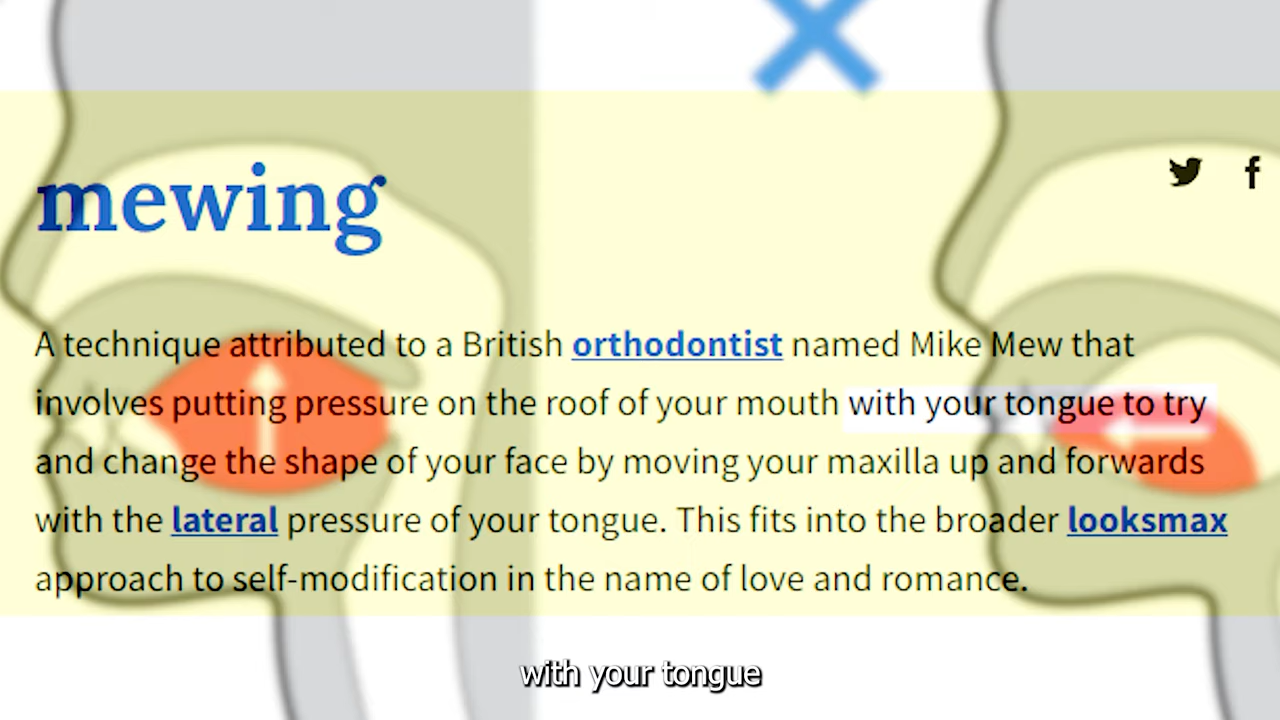 mewing
A technique attributed to a British orthodontist named Mike Mew that
involves putting pressure on the roof of your mouth with your tongue to try
and change the shape of your face by moving your maxilla up and forwards
with the lateral pressure of your tongue. This fits into the broader looksmax
approach to self-modification in the name of love and romance.
with your tongue